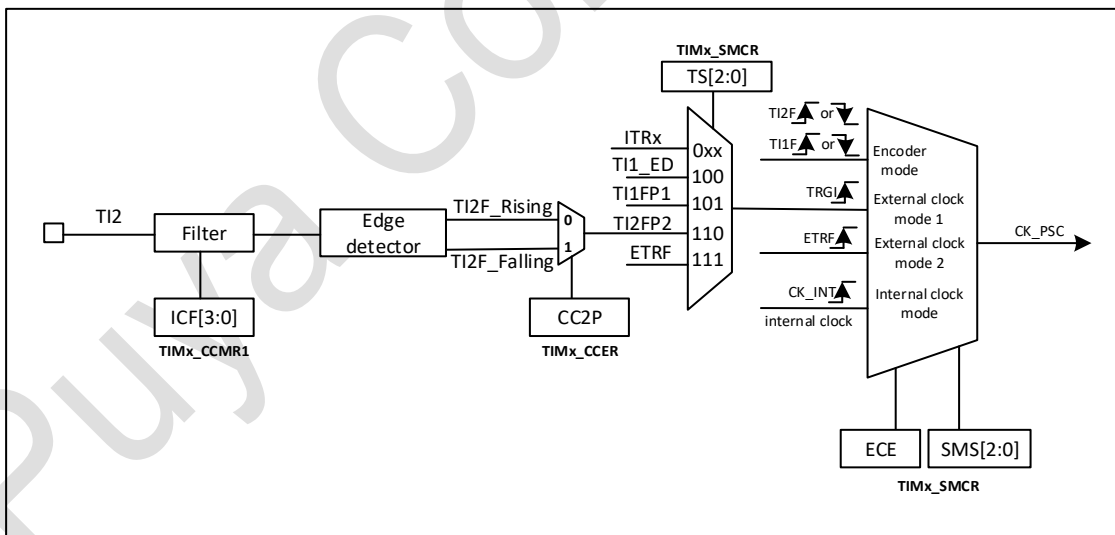 TIMx_SMCR
TS[2:0]
TI2F or
TI1F or
Encoder
mode
ITRx
0xx
TI1_ED
100
TI1FP1
101
TRGI
External clock
mode 1
TI2
Filter
Edge
detector
TI2F_Rising
0
TI2FP2
110
1
TI2F_Falling
ETRF
111
ETRF
External clock
mode 2
CK_PSC
CK_INT
Internal clock
mode
internal clock
ICF[3:0]
TIMx_CCMR1
CC2P
TIMx_CCER
ECE
SMS[2:0]
TIMx_SMCR
Puya Co